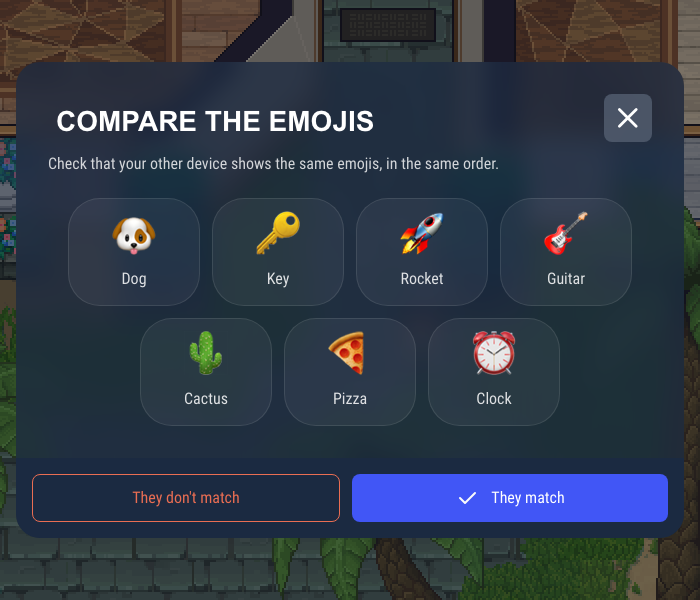 COMPARE THE EMOJIS
Check that your other device shows the same emojis, in the same order.
Dog
Key
Rocket
Guitar
Cactus
Pizza
Clock
They don't match
They match